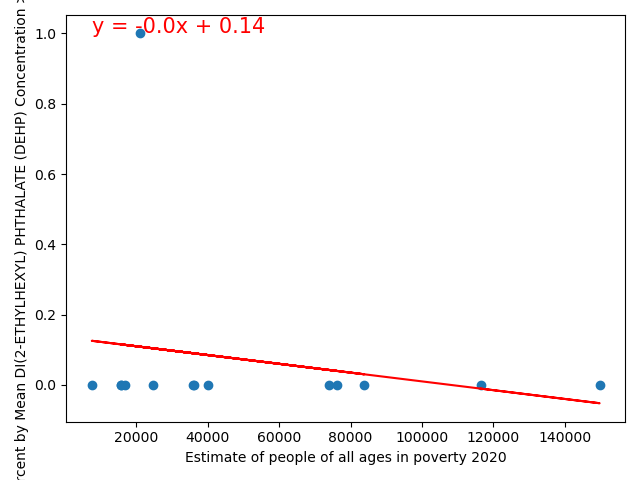 y = -0.0x + 0.14
1.0
0.8
0.6
0.4
0.2
0.0
rcent by Mean DI(2-ETHYLHEXYL) PHTHALATE (DEHP) Concentration >
20000 40000 60000 80000 100000 120000 140000
Estimate of people of all ages in poverty 2020